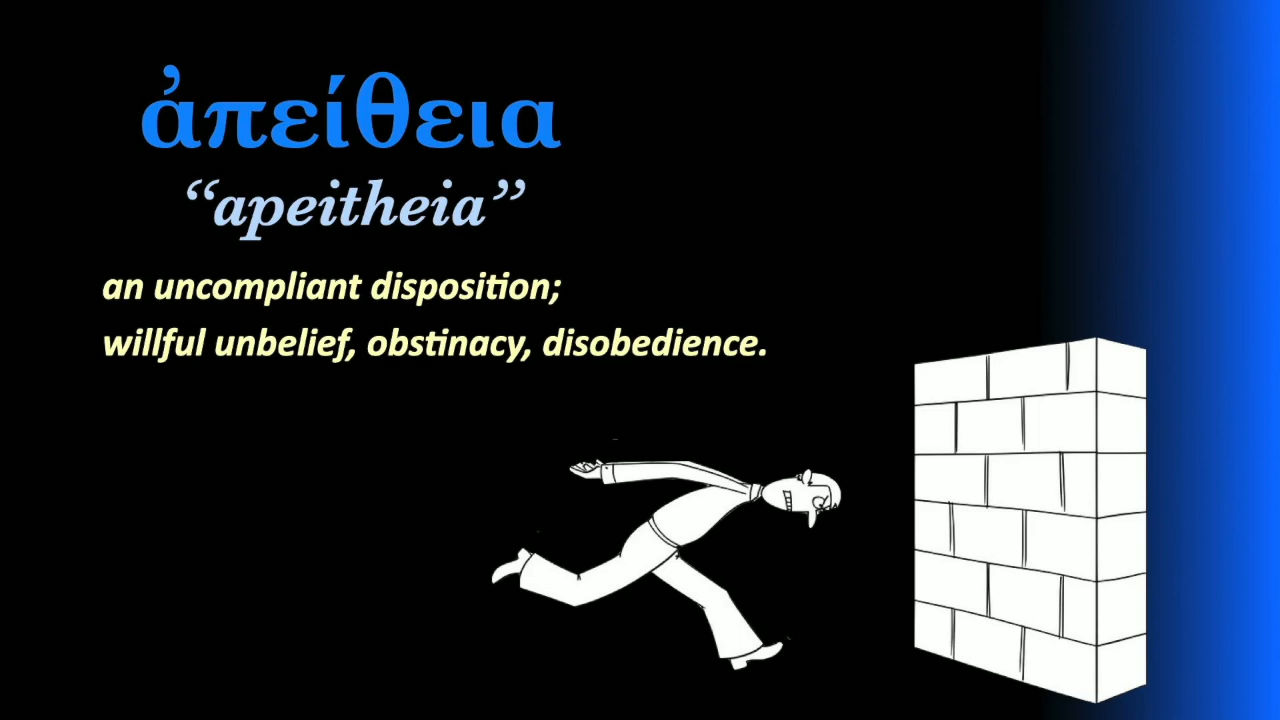 ἀπείθεια
“apeitheia”
an uncompliant disposition;
willful unbelief, obstinacy, disobedience.